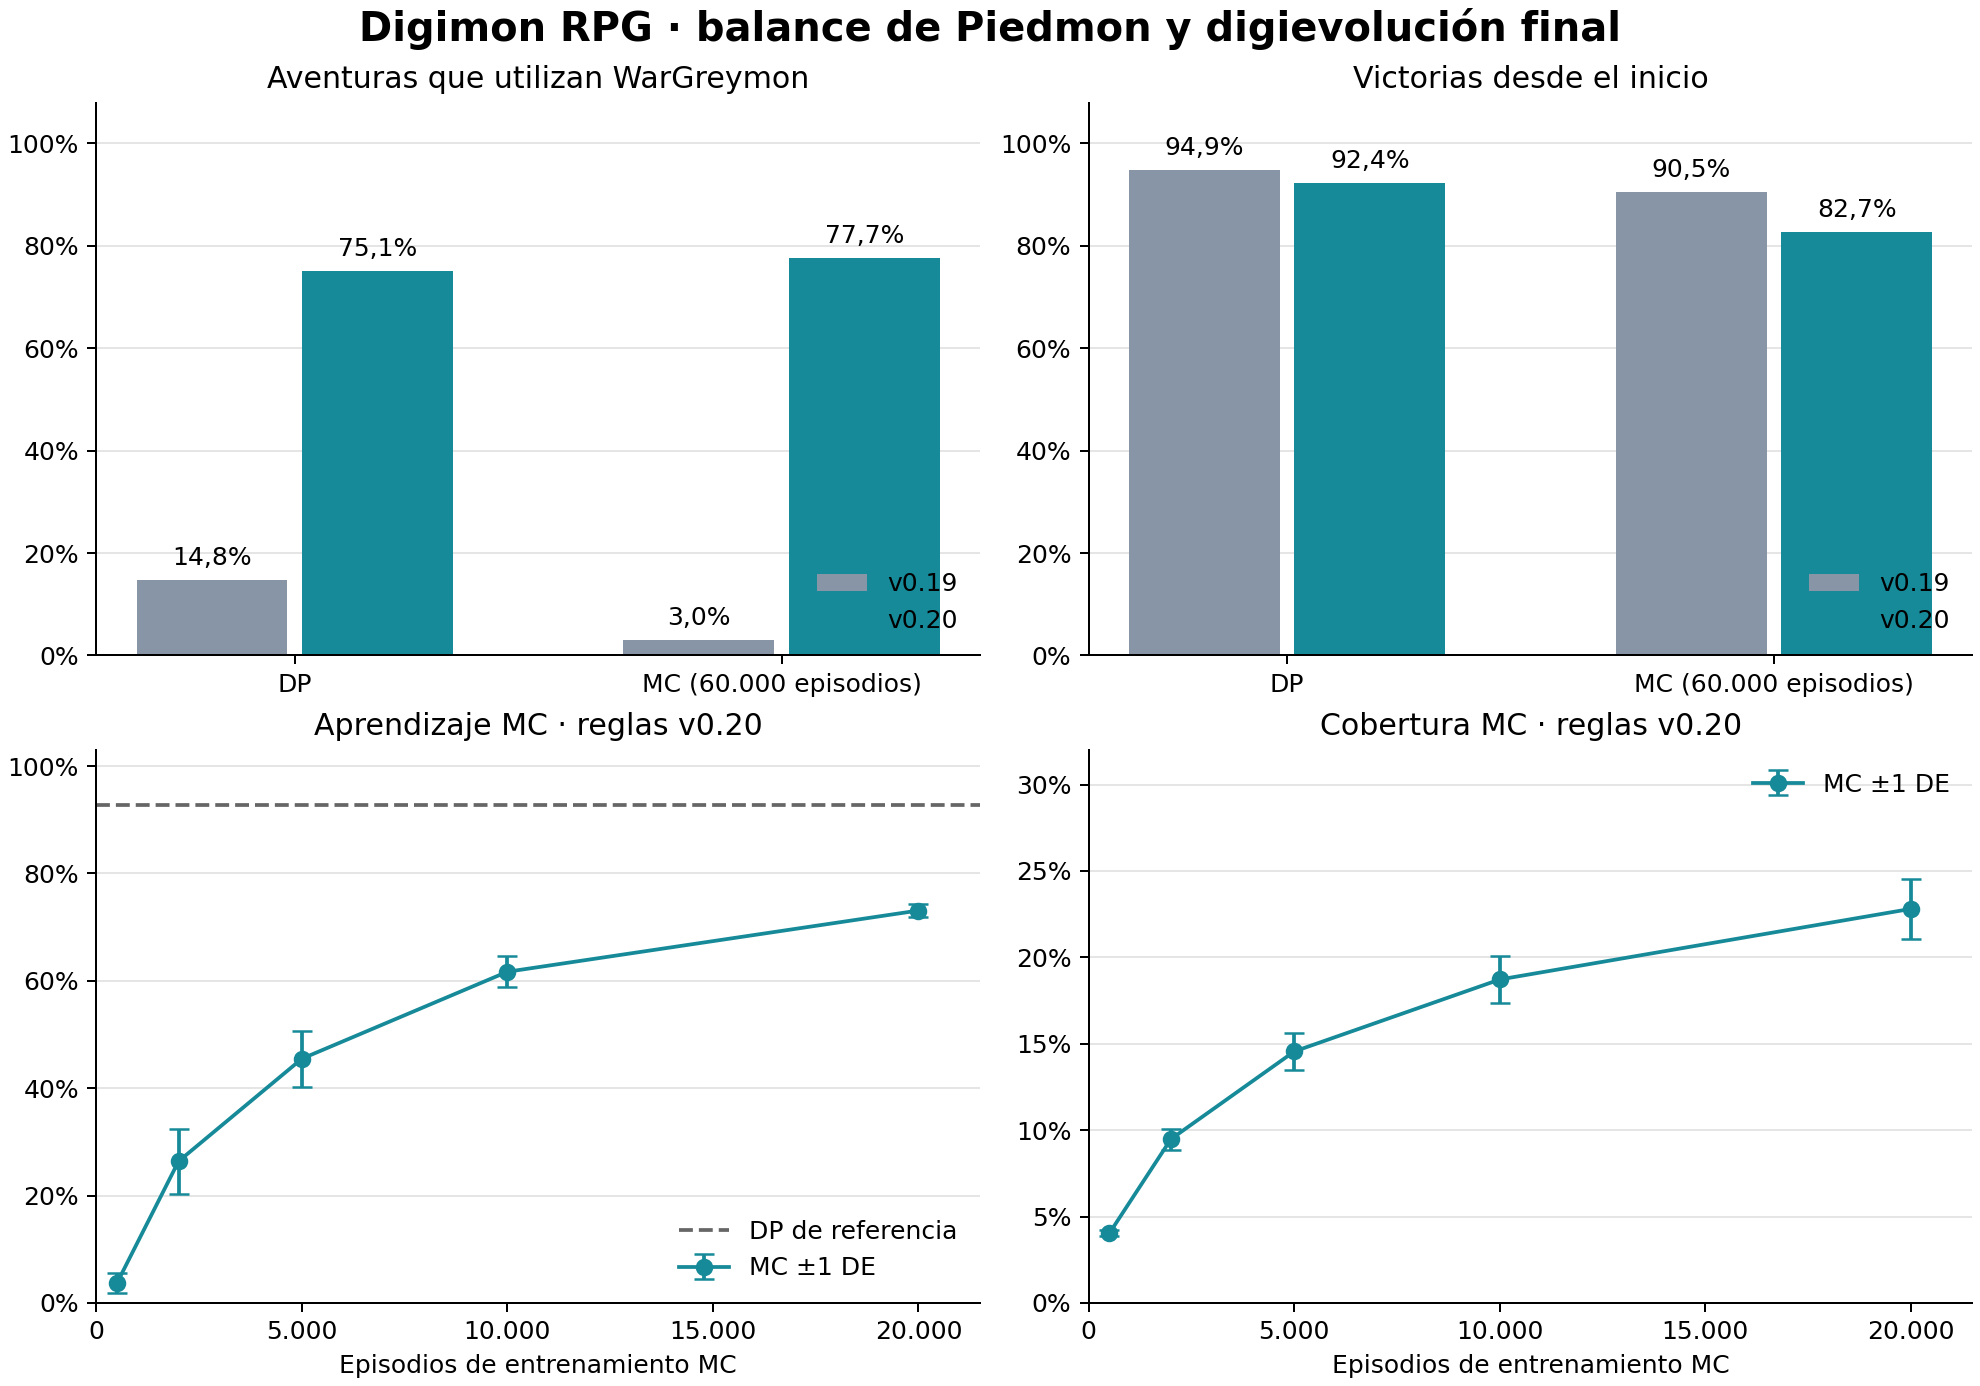 Digimon RPG · balance de Piedmon y digievolución final
Aventuras que utilizan WarGreymon
100%
80%
60%
40%
20%
0%
14,8%
75,1%
3,0%
77,7%
v0.19
v0.20
DP
MC (60.000 episodios)
Victorias desde el inicio
100%
80%
60%
40%
20%
0%
94,9%
92,4%
90,5%
82,7%
v0.19
v0.20
DP
MC (60.000 episodios)
Aprendizaje MC · reglas v0.20
100%
80%
60%
40%
20%
0%
DP de referencia
MC ±1 DE
0
5.000
10.000
15.000
20.000
Episodios de entrenamiento MC
Cobertura MC · reglas v0.20
30%
25%
20%
15%
10%
5%
0%
MC ±1 DE
0
5.000
10.000
15.000
20.000
Episodios de entrenamiento MC